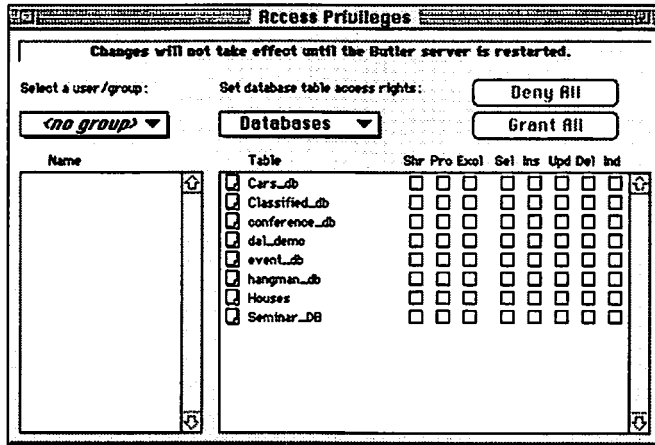 Access Privileges
Changes will not take effect until the Butler server is restarted.
Select a user/group:
Set database table access rights:
Deny All
<no group>
Databases
Grant All
Name
Table Shr Pro Excl Sel Ins Upd Del Ind
Cars_db
Classified_db
conference_db
dal_demo
event_db
hangman_db
Houses
Seminar_DB